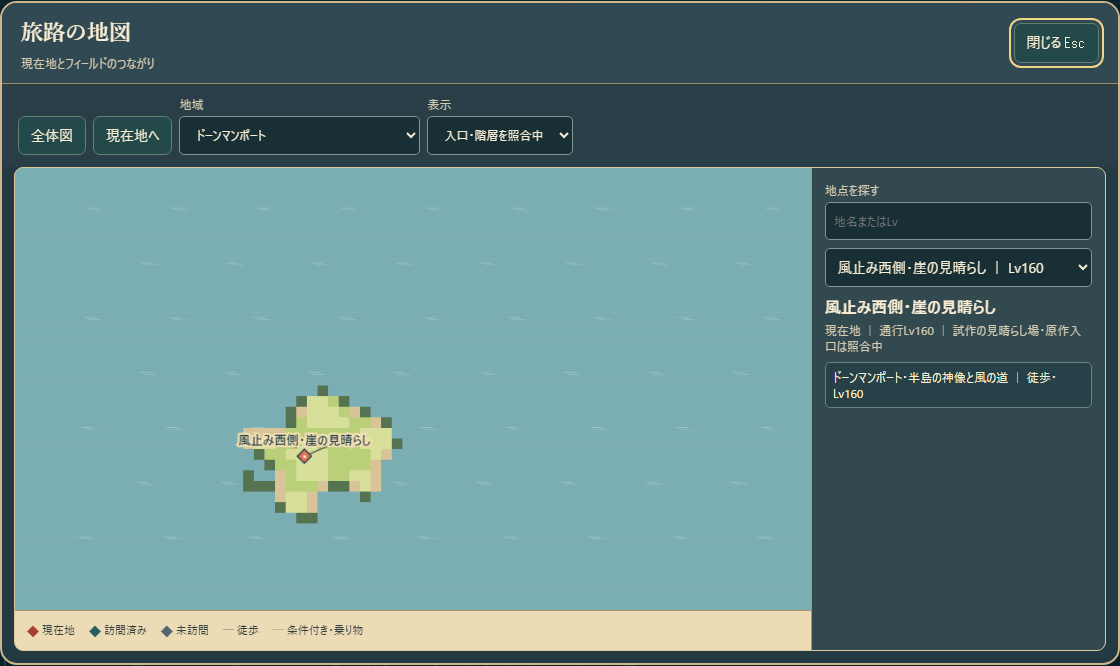 旅路の地図
現在地とフィールドのつながり
閉じる Esc
地域
表示
全体図
現在地へ
ドーンマンポート
入口・階層を照合中
地点を探す
地名またはLv
風止み西側・崖の見晴らし ｜ Lv160
風止み西側・崖の見晴らし
現在地 ｜ 通行Lv160 ｜ 試作の見晴らし場・原作入
口は照合中
ドーンマンポート・半島の神像と風の道 ｜ 徒歩・
Lv160
風止み西側・崖の見晴らし
現在地
訪問済み
未訪問
徒歩
条件付き・乗り物